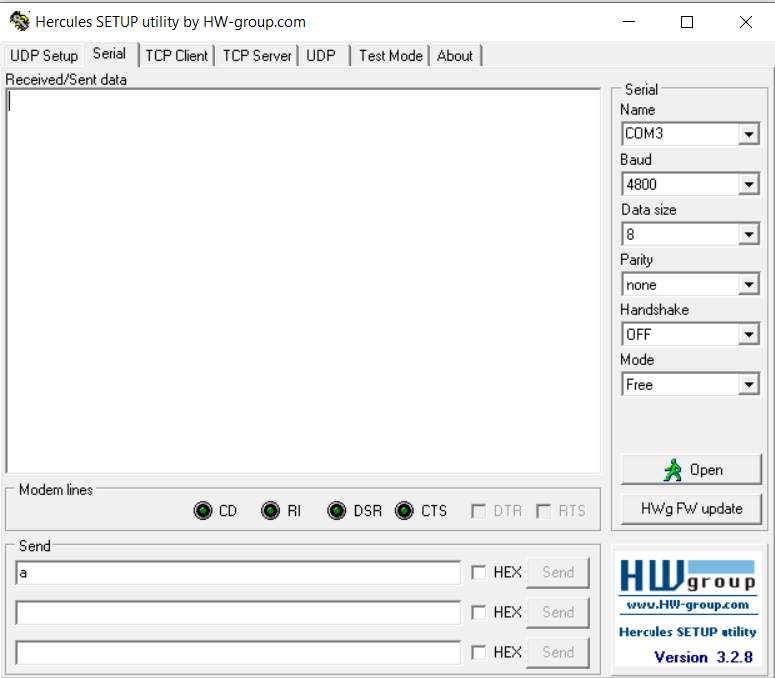 Hercules SETUP utility by HW-group.com
UDP Setup Serial TCP Client TCP Server UDP Test Mode About
Received/Sent data
Serial
Name
COM3
Baud
4800
Data size
8
Parity
none
Handshake
OFF
Mode
Free
Open
HWg FW update
Modem lines
CD RI DSR CTS DTR RTS
Send
a HEX Send
HEX Send
HEX Send
HWgroup
www.HW-group.com
Hercules SETUP utility
Version 3.2.8